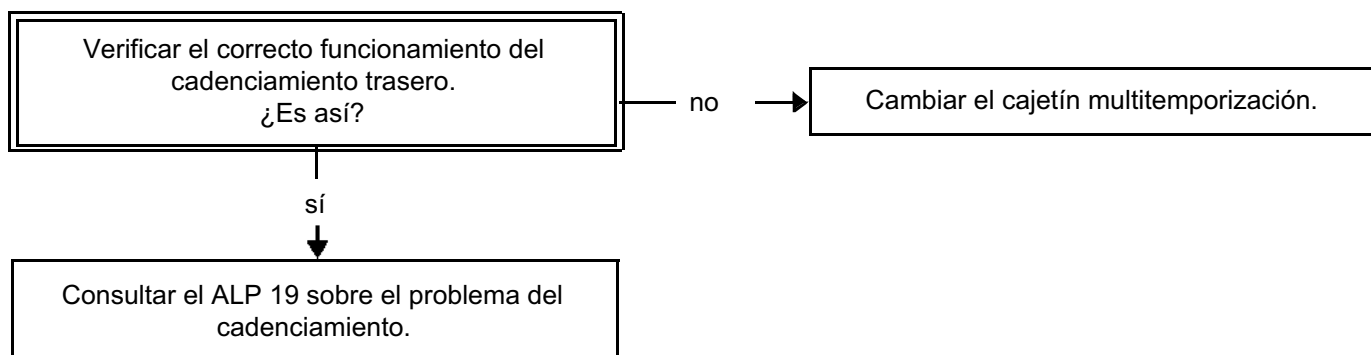 Verificar el correcto funcionamiento del
cadenciamiento trasero.
¿Es así?
no
Cambiar el cajetín multitemporización.
sí
Consultar el ALP 19 sobre el problema del
cadenciamiento.